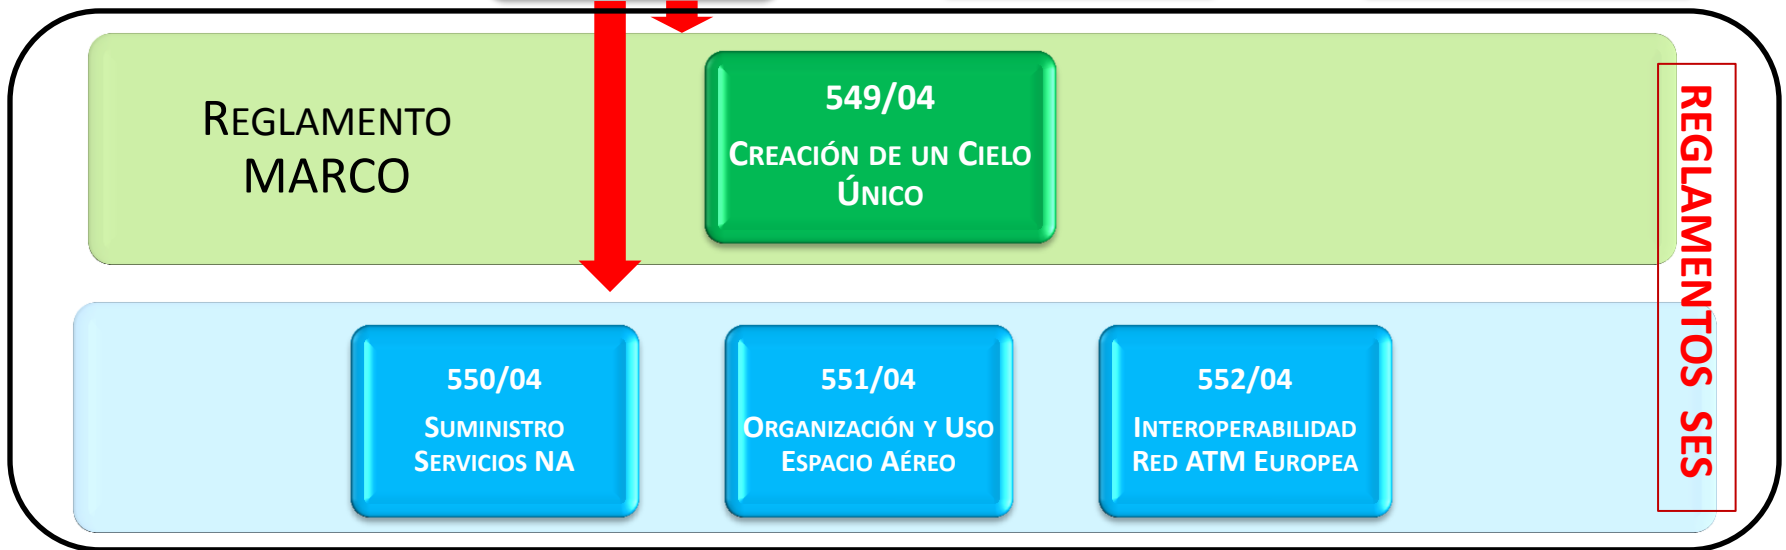 REGLAMENTO
MARCO
549/04
CREACIÓN DE UN CIELO
ÚNICO
REGLAMENTOS SES
550/04
SUMINISTRO
SERVICIOS NA
551/04
ORGANIZACIÓN Y USO
ESPACIO AÉREO
552/04
INTEROPERABILIDAD
RED ATM EUROPEA